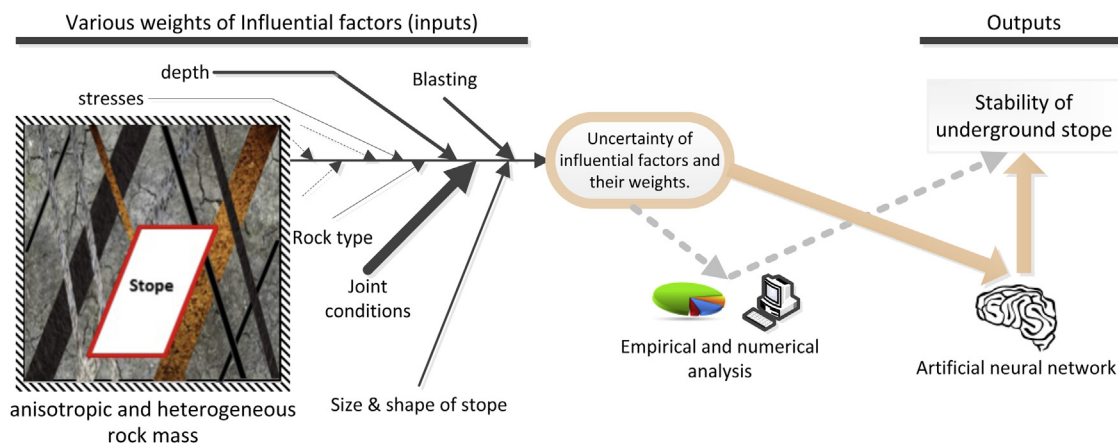 Various weights of Influential factors (inputs)
Outputs
depth
Blasting
stresses
Stability of
underground stope
Uncertainty of
influential factors and
their weights.
Rock type
Stope
Joint
conditions
Empirical and numerical
analysis
Artificial neural network
Size & shape of stope
anisotropic and heterogeneous
rock mass